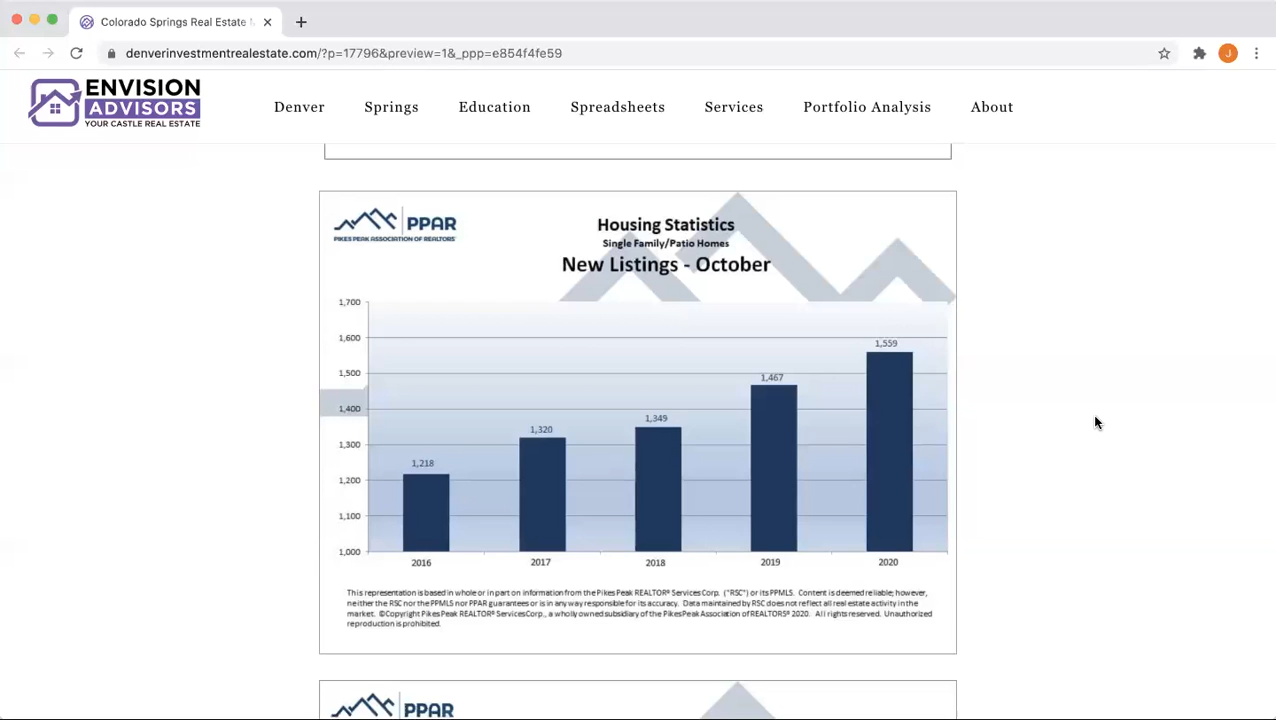 Colorado Springs Real Estate
denverinvestmentrealestate.com/?p=17796&preview=1&_ppp=e854f4fe59
J
ENVISION
ADVISORS
YOUR CASTLE REAL ESTATE
Denver Springs Education Spreadsheets Services Portfolio Analysis About
PPAR
PIKES PEAK ASSOCIATION OF REALTORS®
Housing Statistics
Single Family/Patio Homes
New Listings - October
1,700
1,600
1,500
1,400
1,300
1,200
1,100
1,000
1,218
1,320
1,349
1,467
1,559
2016 2017 2018 2019 2020
This representation is based in whole or in part on information from the Pikes Peak REALTOR® Services Corp. ("RSC") or its PPMLS. Content is deemed reliable; however,
neither the RSC nor the PPMLS nor PPAR guarantees or is in any way responsible for its accuracy. Data maintained by RSC does not reflect all real estate activity in the
market. ©Copyright Pikes Peak REALTOR® Services Corp., a wholly owned subsidiary of the Pikes Peak Association of REALTORS® 2020. All rights reserved. Unauthorized
reproduction is prohibited.
PPAR